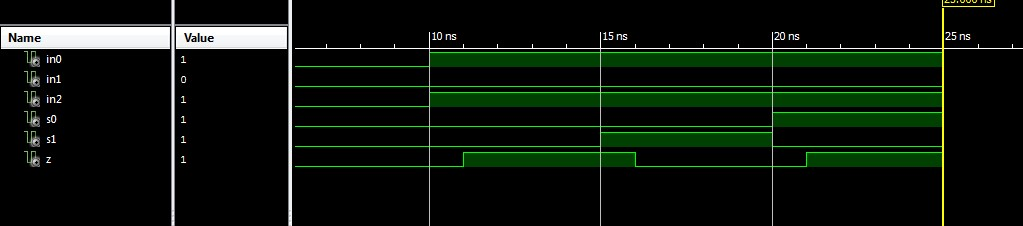 25.000 ns
Name Value
10 ns 15 ns 20 ns 25 ns
in0 1
in1 0
in2 1
s0 1
s1 1
z 1